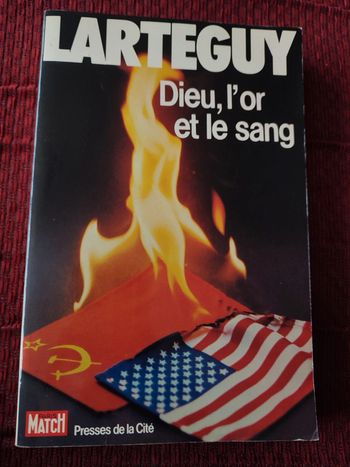 LARTEGUY
Dieu, l'or
et le sang
MATCH
Presses de la Cité